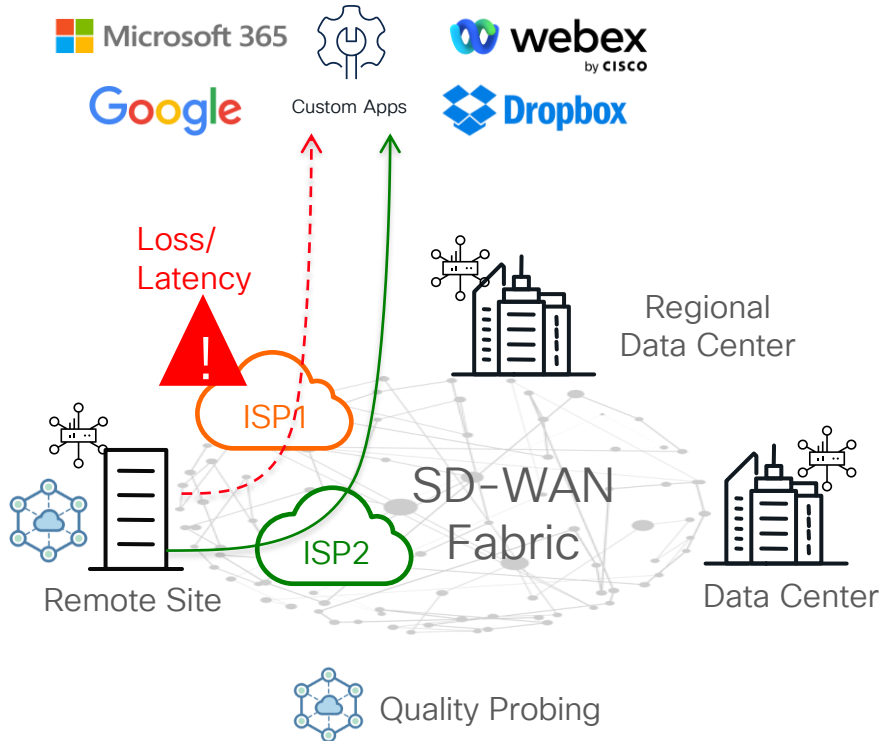 Microsoft 365
webex
by CISCO
Google
Custom Apps
Dropbox
Loss/
Latency
!
Regional
Data Center
ISP1
SD-WAN
Fabric
ISP2
Remote Site
Data Center
Quality Probing